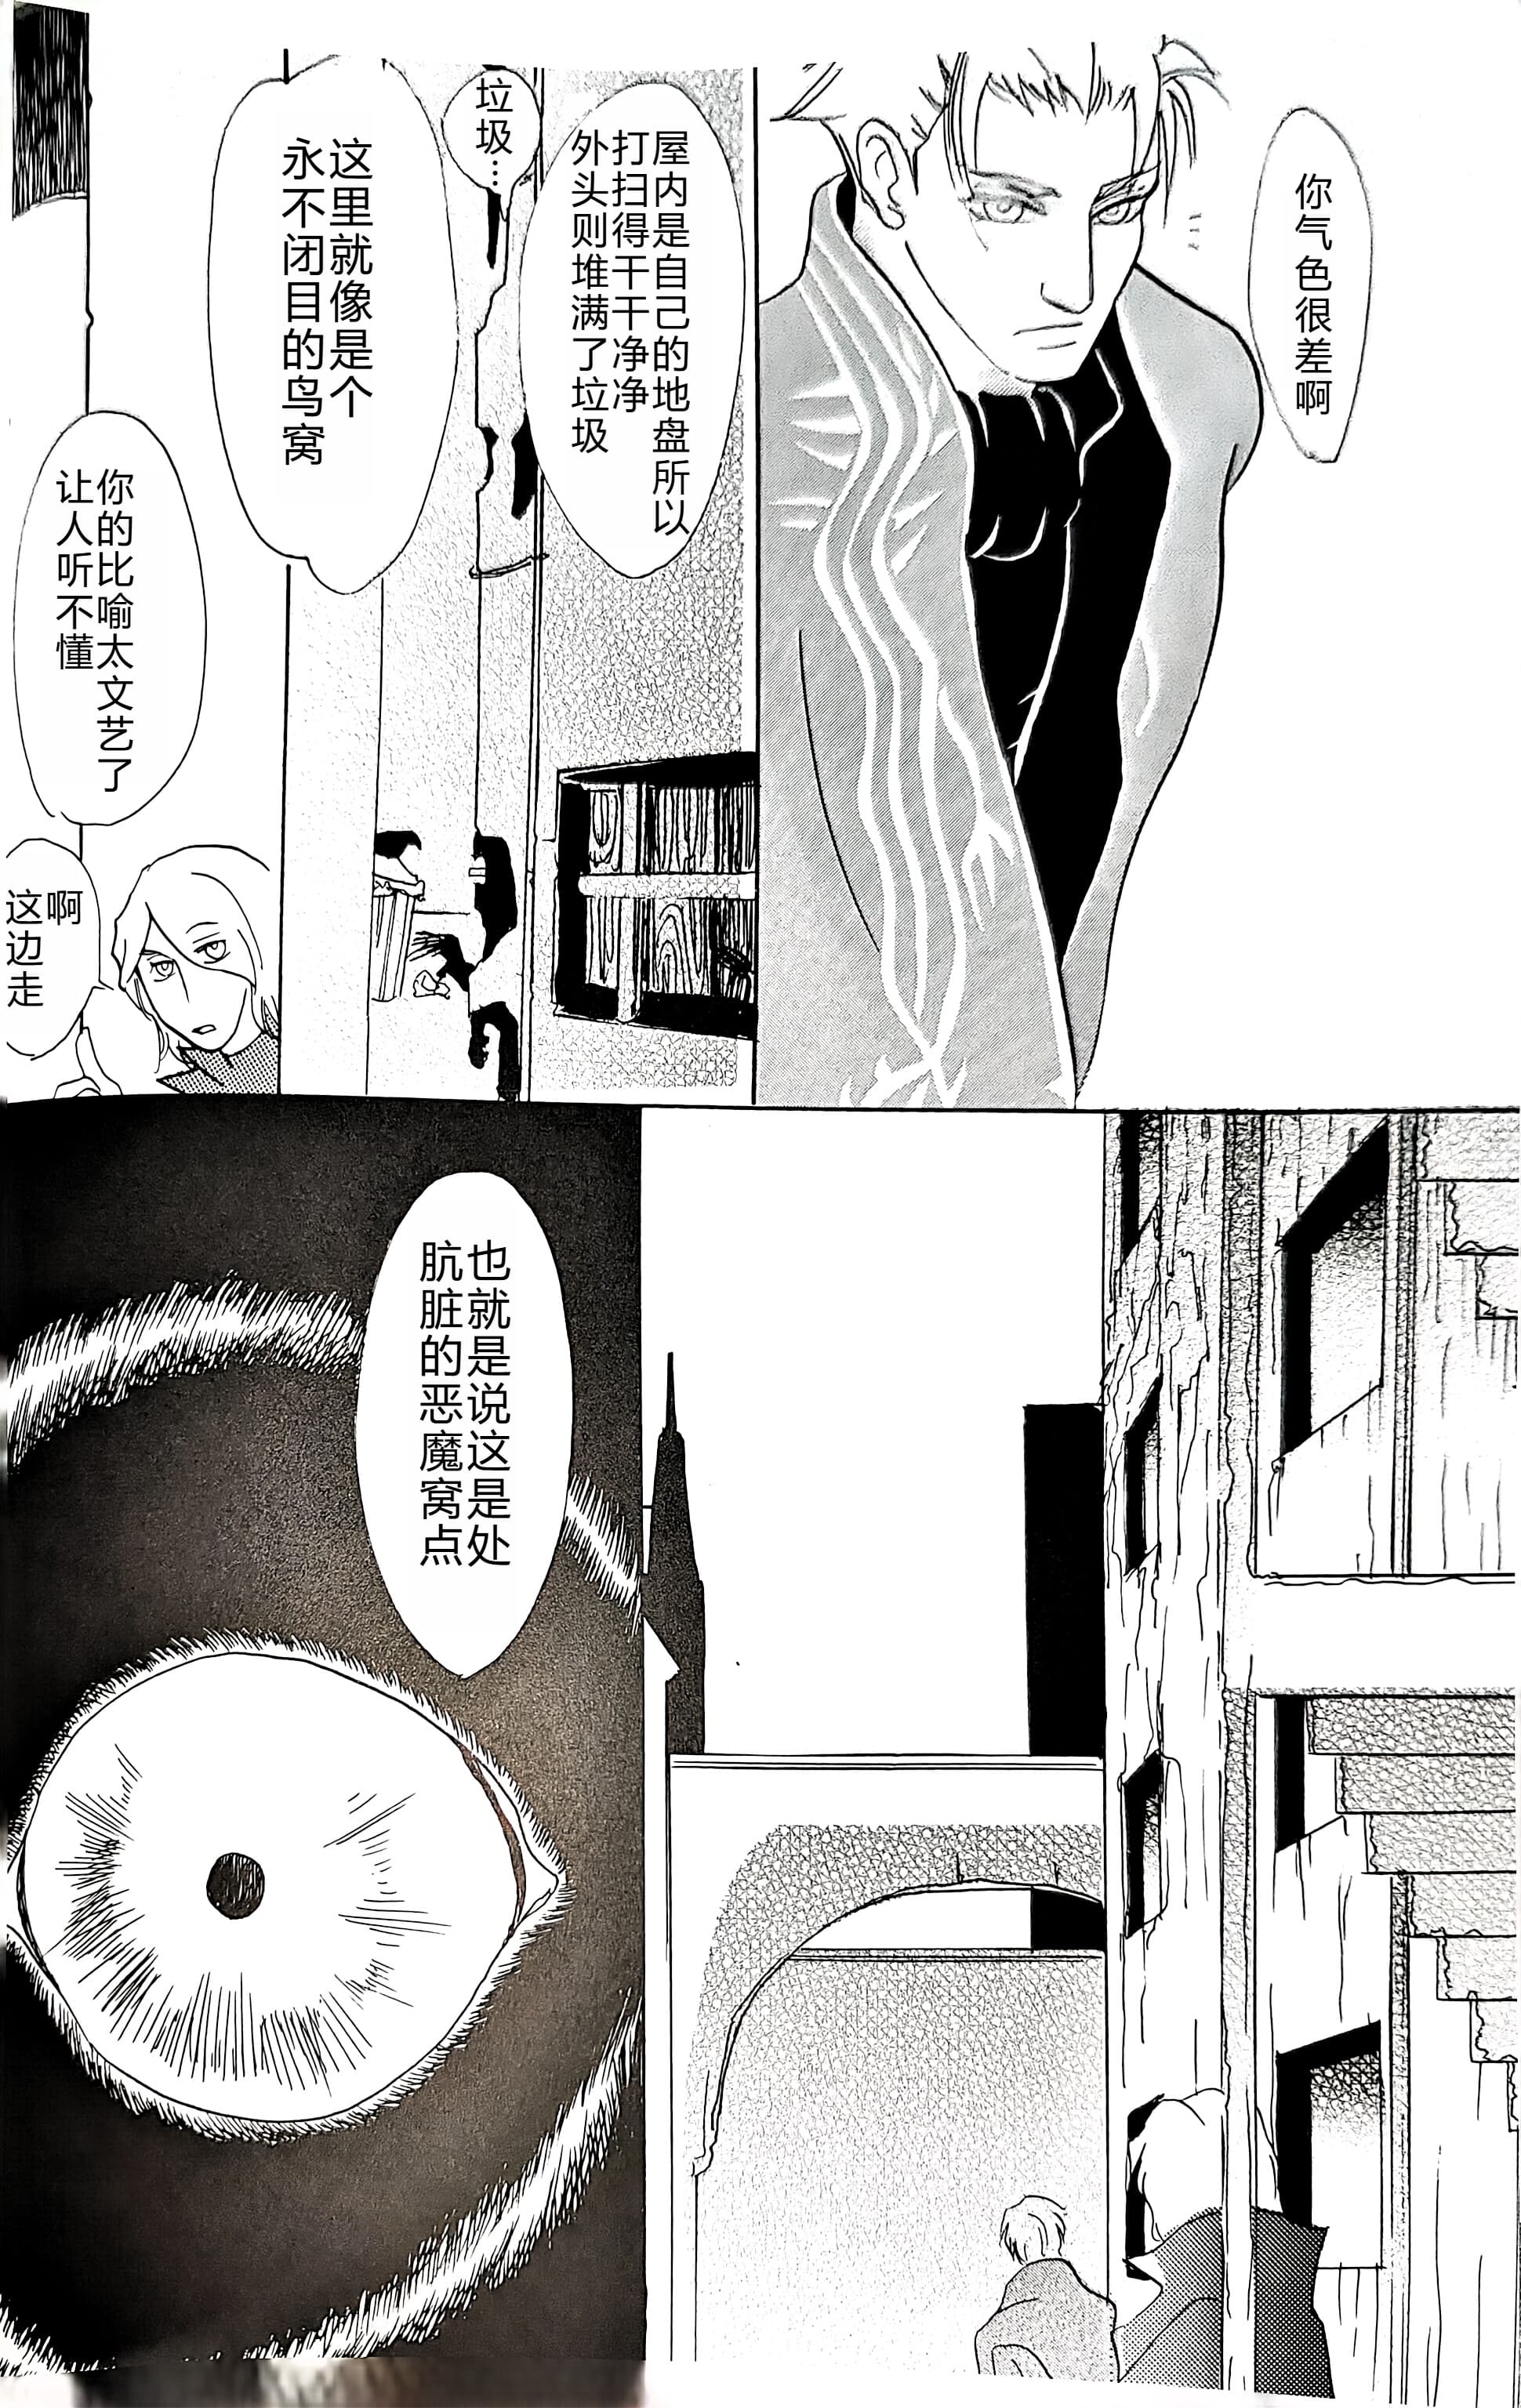 你气色很差啊
屋内是自己的地盘所以
打扫得干干净净
外头则堆满了垃圾
垃圾…
这里就像是个
永不闭目的鸟窝
你的比喻太文艺了
让人听不懂
啊
这边走
也就是说这是处
肮脏的恶魔窝点